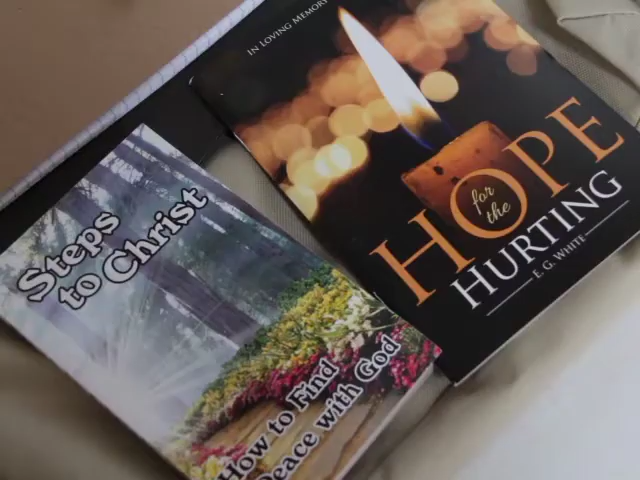 Steps
to Christ
How to Find
Peace with God
IN LOVING MEMORY
HOPE
for
the
HURTING
E. G. WHITE